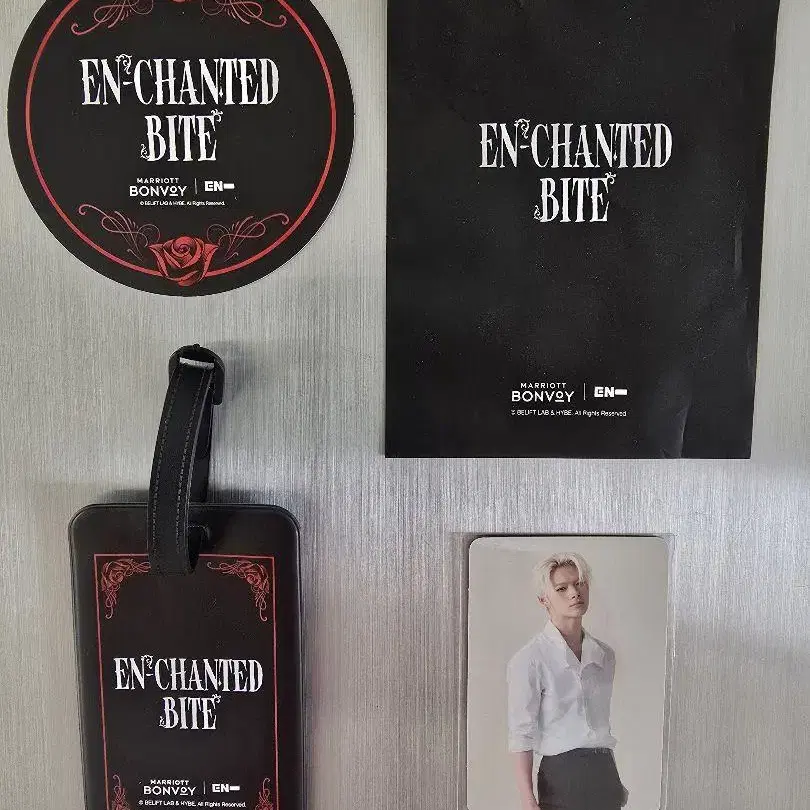 EN-CHANTED
BITE
MARRIOTT
BONVOY | EN-
© BELIFT LAB & HYBE. All Rights Reserved.
EN-CHANTED
BITE
MARRIOTT
BONVOY | EN-
© BELIFT LAB & HYBE. All Rights Reserved.
EN-CHANTED
BITE
MARRIOTT
BONVOY | EN-
© BELIFT LAB & HYBE. All Rights Reserved.